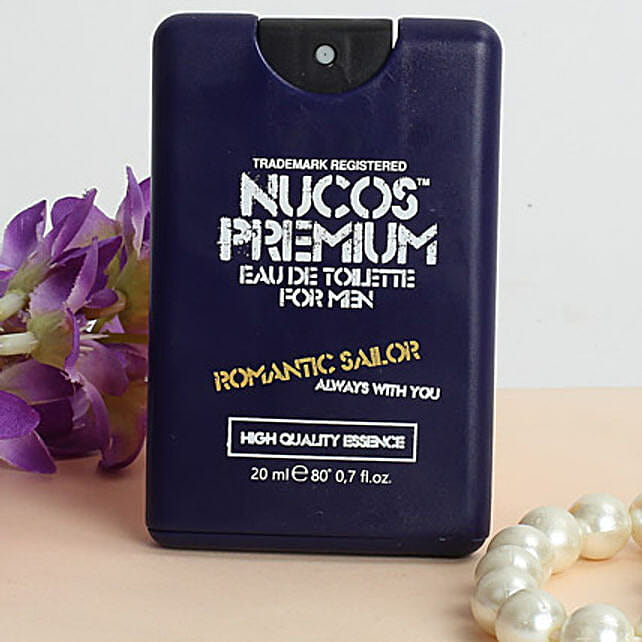 TRADEMARK REGISTERED
NUCOS™
PREMIUM
EAU DE TOILETTE
FOR MEN
ROMANTIC SAILOR
ALWAYS WITH YOU
HIGH QUALITY ESSENCE
20 ml ℮ 80° 0,7 fl.oz.